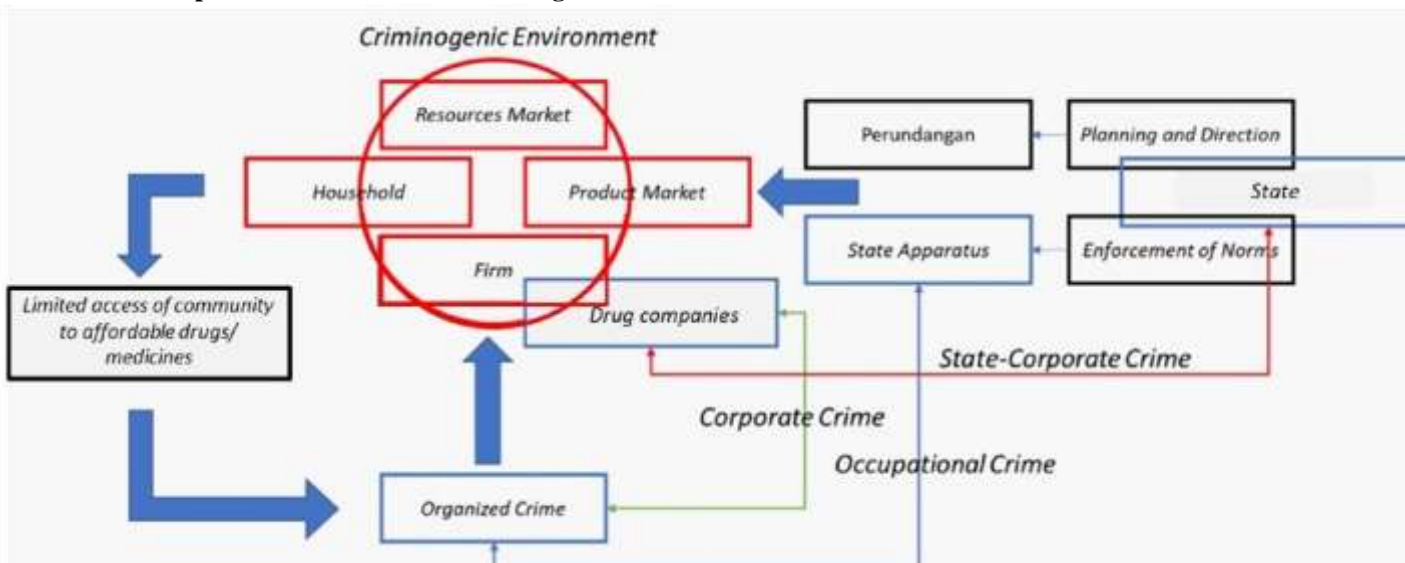 Criminogenic Environment
Resources Market
Perundangan
Planning and Direction
Household
Product Market
State
Firm
State Apparatus
Enforcement of Norms
Limited access of community
to affordable drugs/
medicines
Drug companies
State-Corporate Crime
Corporate Crime
Occupational Crime
Organized Crime